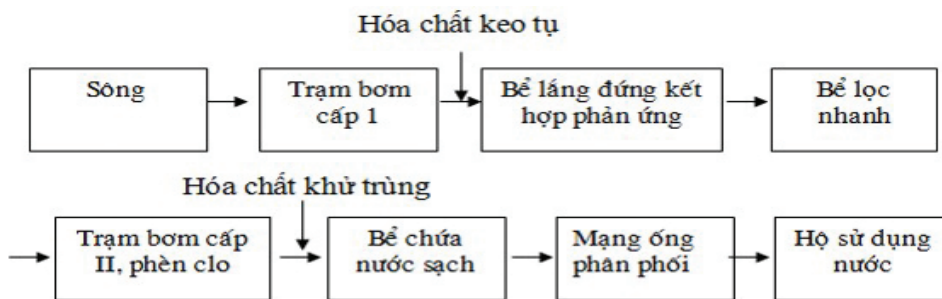 Hóa chất keo tụ
Sông
Trạm bơm
cấp 1
Bể lắng đứng kết
hợp phản ứng
Bể lọc
nhanh
Hóa chất khử trùng
Trạm bơm cấp
II, phèn clo
Bể chứa
nước sạch
Mạng ống
phân phối
Hộ sử dụng
nước